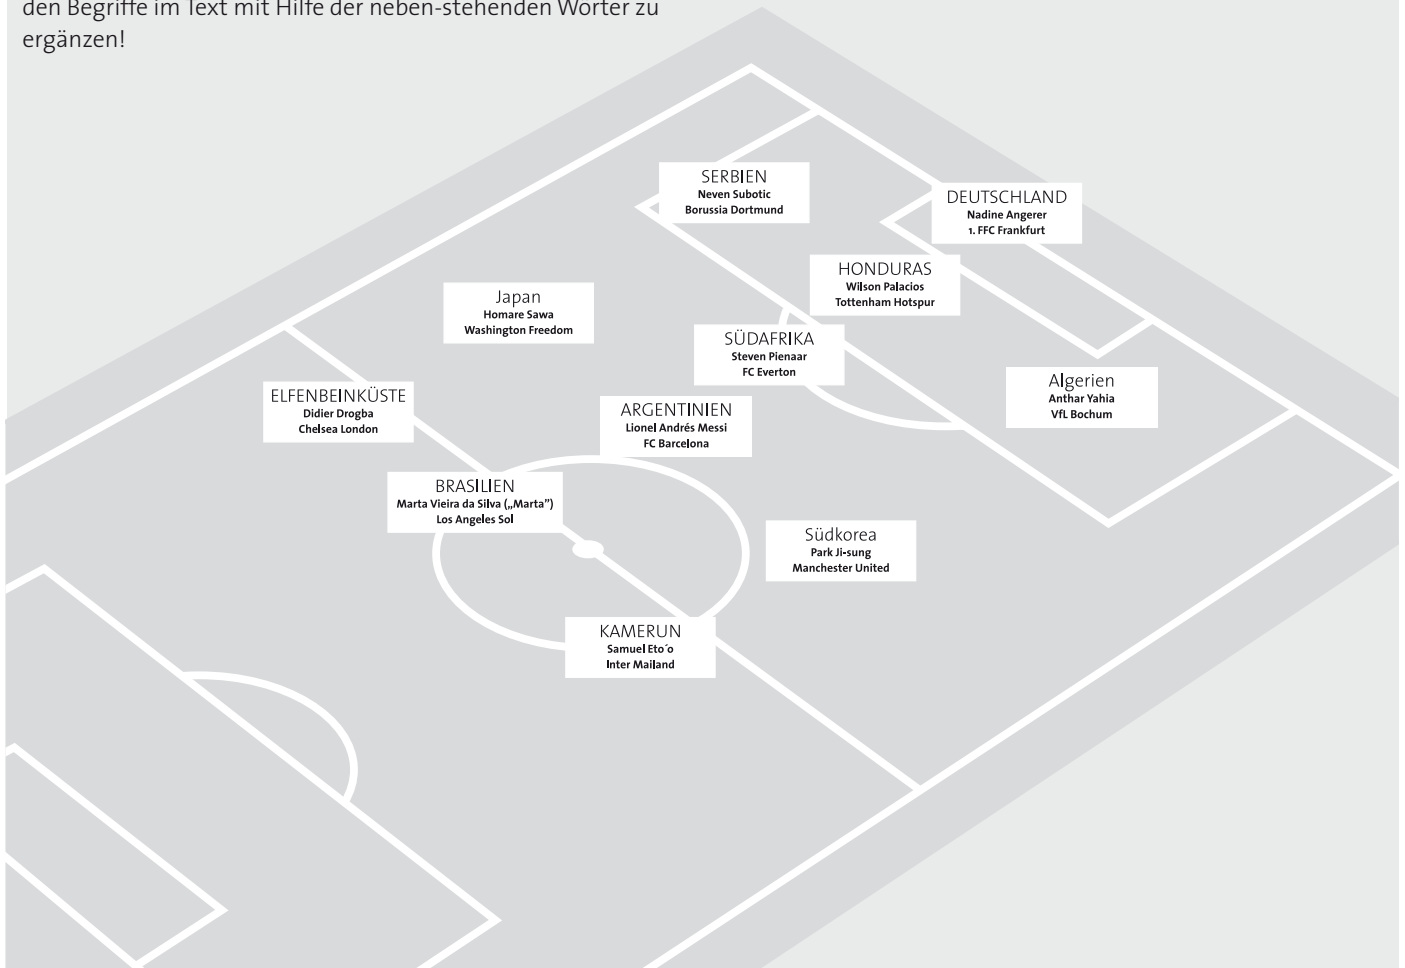 den Begriffe im Text mit Hilfe der neben-stehenden Wörter zu
ergänzen!
SERBIEN
Neven Subotic
Borussia Dortmund
DEUTSCHLAND
Nadine Angerer
1. FFC Frankfurt
HONDURAS
Wilson Palacios
Tottenham Hotspur
Japan
Homare Sawa
Washington Freedom
SÜDAFRIKA
Steven Pienaar
FC Everton
Algerien
Anthar Yahia
VfL Bochum
ELFENBEINKÜSTE
Didier Drogba
Chelsea London
ARGENTINIEN
Lionel Andrés Messi
FC Barcelona
BRASILIEN
Marta Vieira da Silva („Marta”)
Los Angeles Sol
Südkorea
Park Ji-sung
Manchester United
KAMERUN
Samuel Eto´o
Inter Mailand